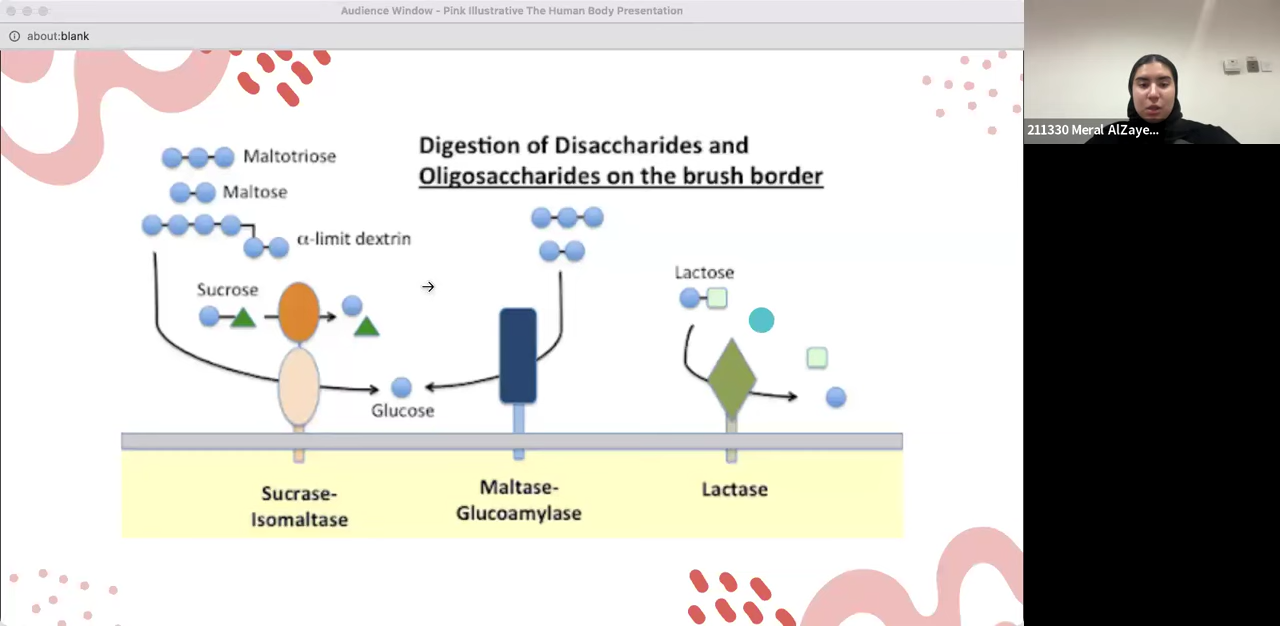 Audience Window - Pink Illustrative The Human Body Presentation
about:blank
211330 Meral AlZaye...
Digestion of Disaccharides and
Oligosaccharides on the brush border
Maltotriose
Maltose
α-limit dextrin
Sucrose
Lactose
Glucose
Sucrase-
Isomaltase
Maltase-
Glucoamylase
Lactase